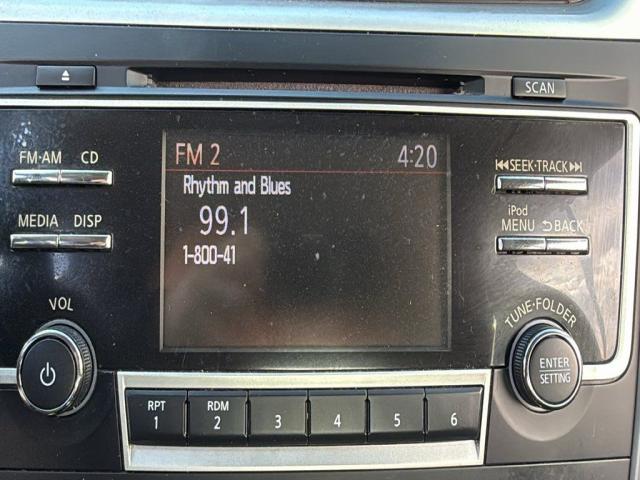 SCAN
FM·AM CD
MEDIA DISP
VOL
FM 2 4:20
Rhythm and Blues
99.1
1-800-41
SEEK·TRACK
iPod
MENU BACK
TUNE·FOLDER
ENTER
SETTING
RPT RDM
1 2 3 4 5 6